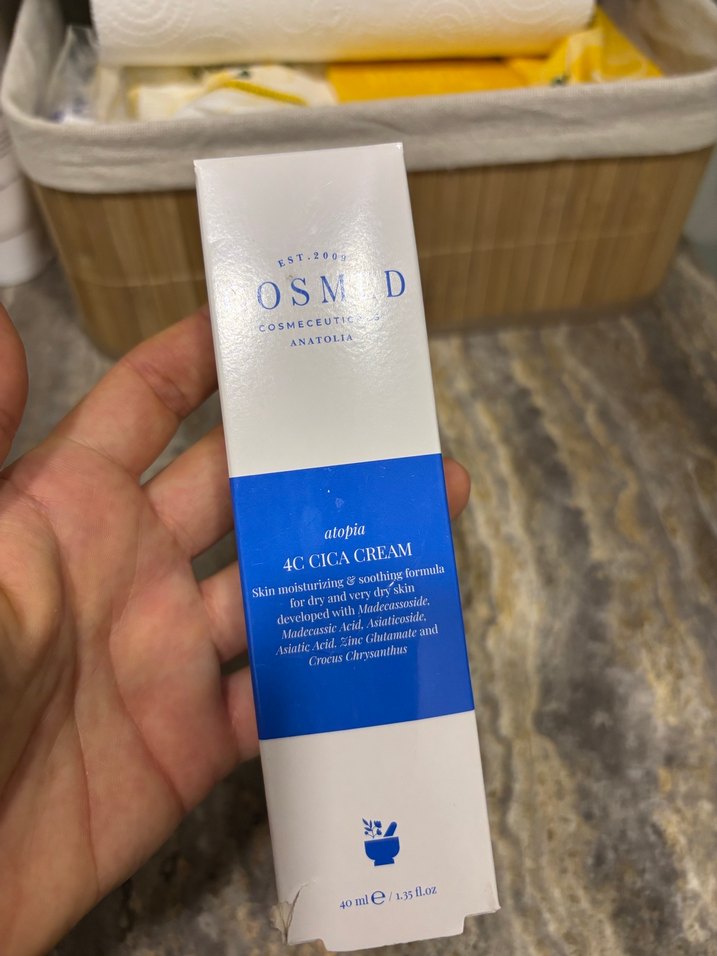 EST.2009
COSMED
COSMECEUTICALS
ANATOLIA
atopia
4C CICA CREAM
Skin moisturizing & soothing formula
for dry and very dry skin
developed with Madecassoside,
Madecassic Acid, Asiaticoside,
Asiatic Acid, Zinc Glutamate and
Crocus Chrysanthus
40 ml ℮ / 1.35 fl.oz